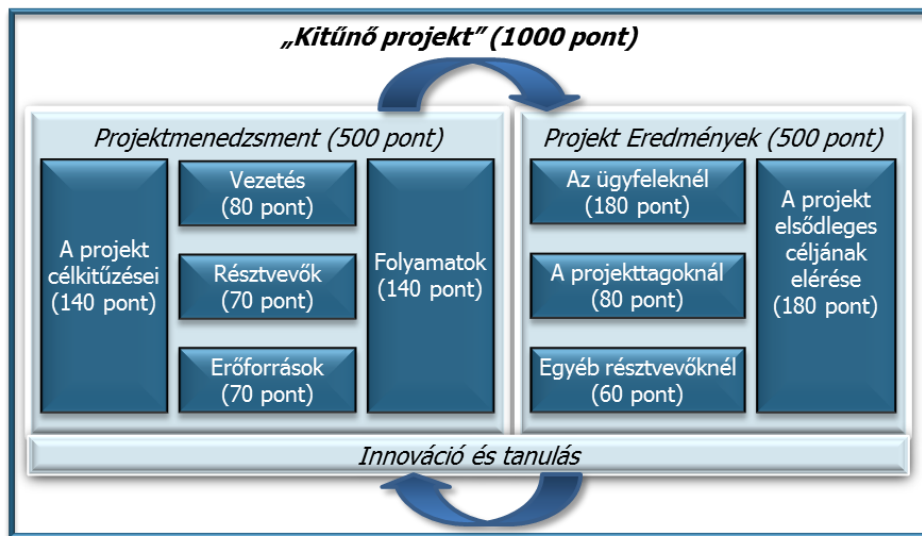 „Kitűnő projekt” (1000 pont)
Projektmenedzsment (500 pont)
A projekt
célkitűzései
(140 pont)
Vezetés
(80 pont)
Résztvevők
(70 pont)
Erőforrások
(70 pont)
Folyamatok
(140 pont)
Projekt Eredmények (500 pont)
Az ügyfeleknél
(180 pont)
A projekttagoknál
(80 pont)
Egyéb résztvevőknél
(60 pont)
A projekt
elsődleges
céljának
elérése
(180 pont)
Innováció és tanulás